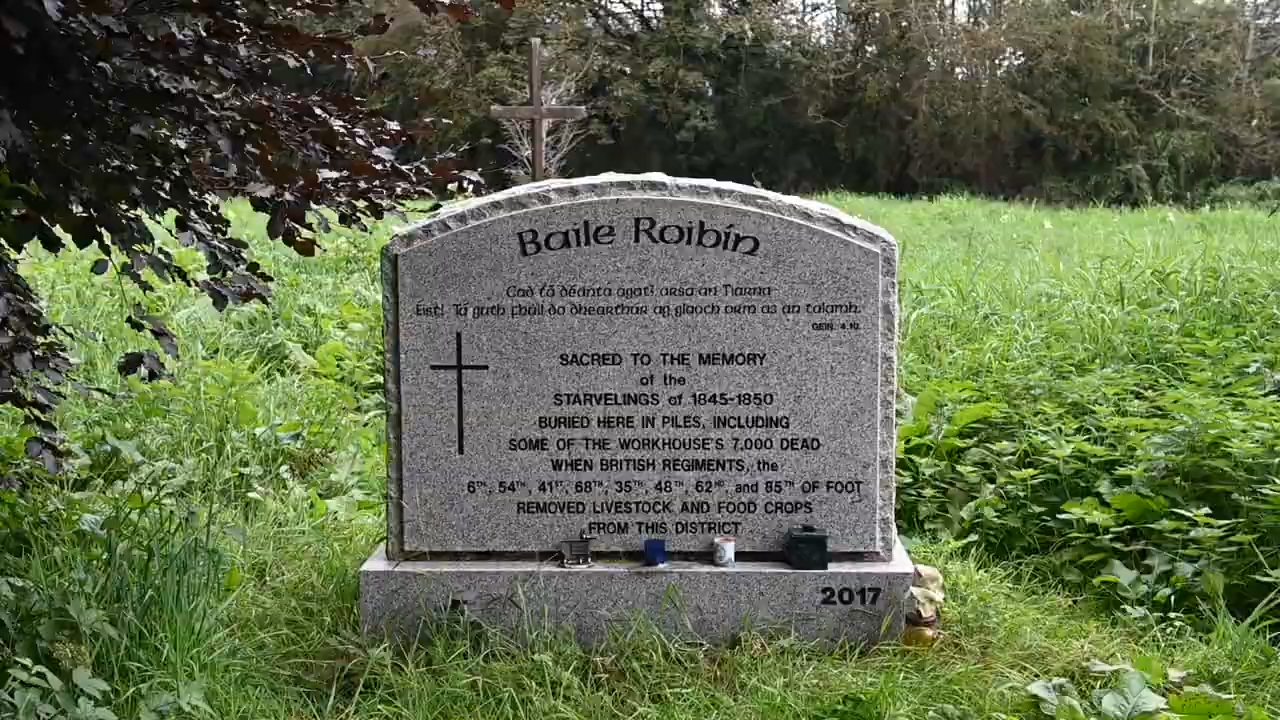 Baile Roibín
Cad tá déanta agat? arsa an Tiarna
Éist! Tá guth fhuil do dhearthár ag glaoch orm as an talamh.
GEIN. 4.10.
SACRED TO THE MEMORY
of the
STARVELINGS of 1845-1850
BURIED HERE IN PILES, INCLUDING
SOME OF THE WORKHOUSE'S 7,000 DEAD
WHEN BRITISH REGIMENTS, the
6TH, 54TH, 41ST, 68TH, 35TH, 48TH, 62ND, and 85TH OF FOOT
REMOVED LIVESTOCK AND FOOD CROPS
FROM THIS DISTRICT
2017